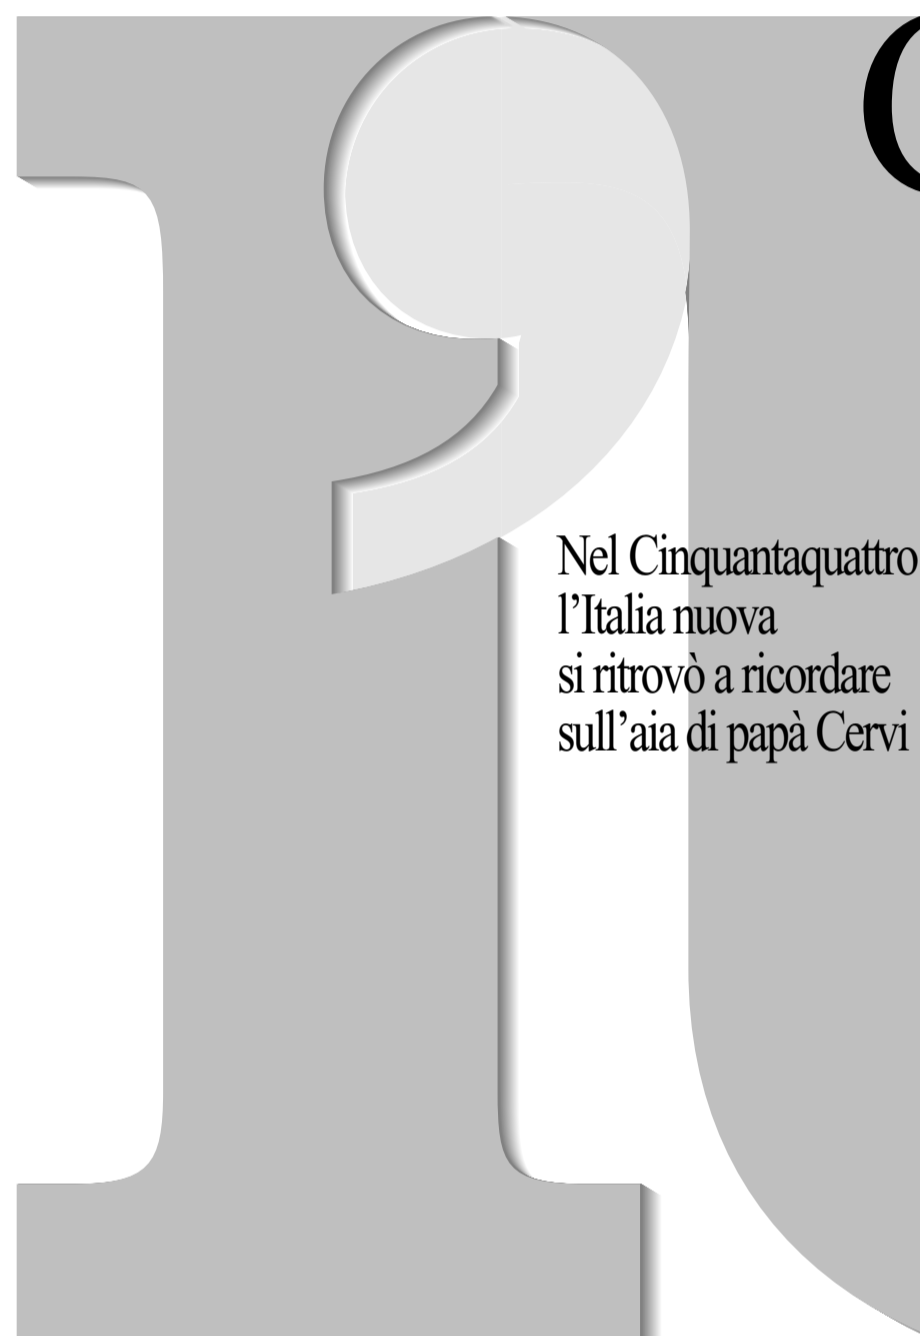 Nel Cinquantaquattro
l’Italia nuova
si ritrovò a ricordare
sull’aia di papà Cervi